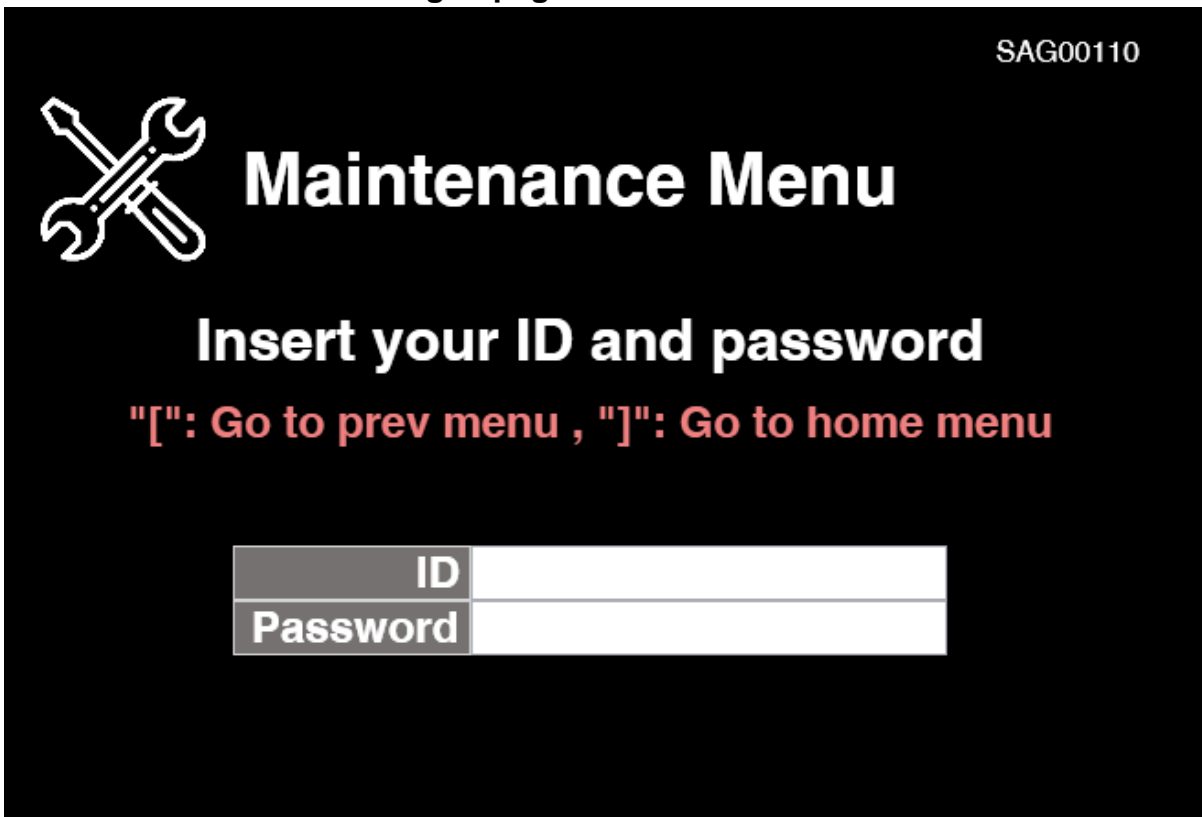 SAG00110
Maintenance Menu
Insert your ID and password
"[": Go to prev menu , "]": Go to home menu
ID
Password